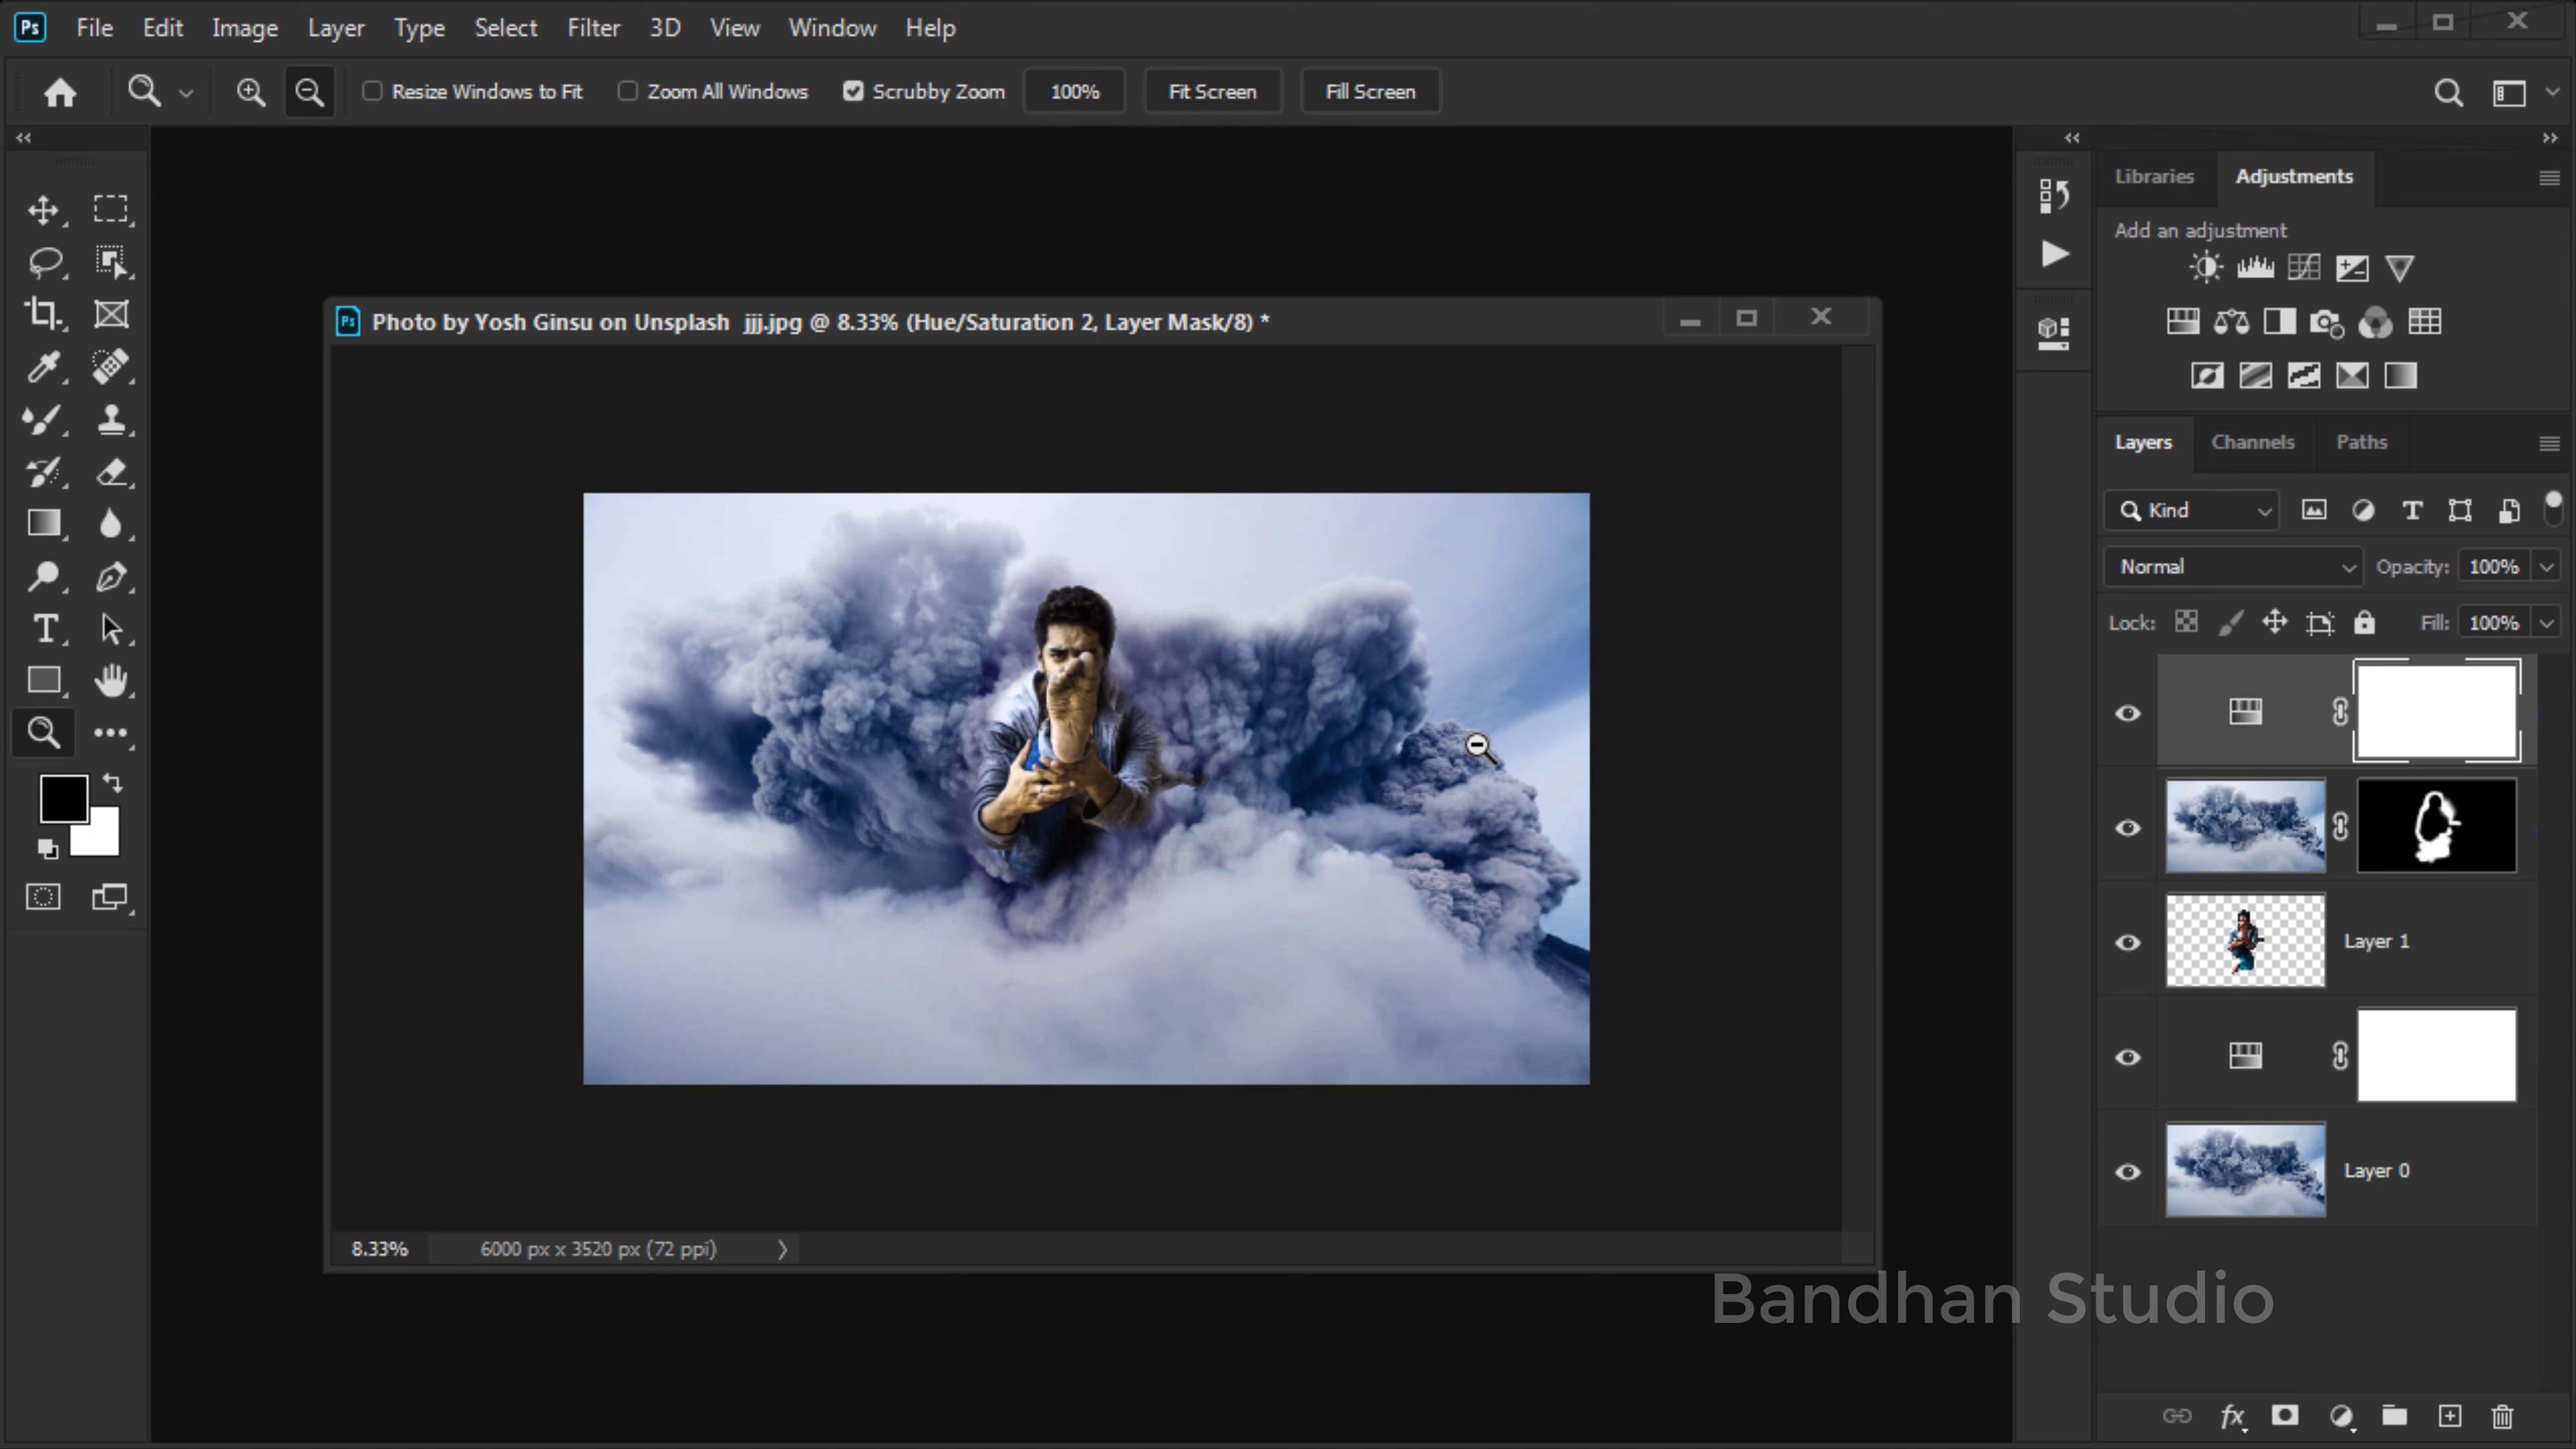 Ps File Edit Image Layer Type Select Filter 3D View Window Help
Resize Windows to Fit Zoom All Windows Scrubby Zoom 100% Fit Screen Fill Screen
Libraries Adjustments
Add an adjustment
Ps Photo by Yosh Ginsu on Unsplash jjj.jpg @ 8.33% (Hue/Saturation 2, Layer Mask/8) *
Layers Channels Paths
Kind
Normal Opacity: 100%
Lock: Fill: 100%
Layer 1
Layer 0
8.33% 6000 px x 3520 px (72 ppi)
Bandhan Studio
fx